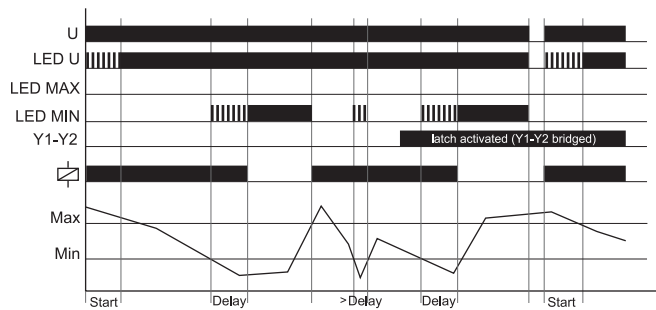 U
LED U
LED MAX
LED MIN
Y1-Y2
latch activated (Y1-Y2 bridged)
Max
Min
Start
Delay
>Delay
Delay
Start